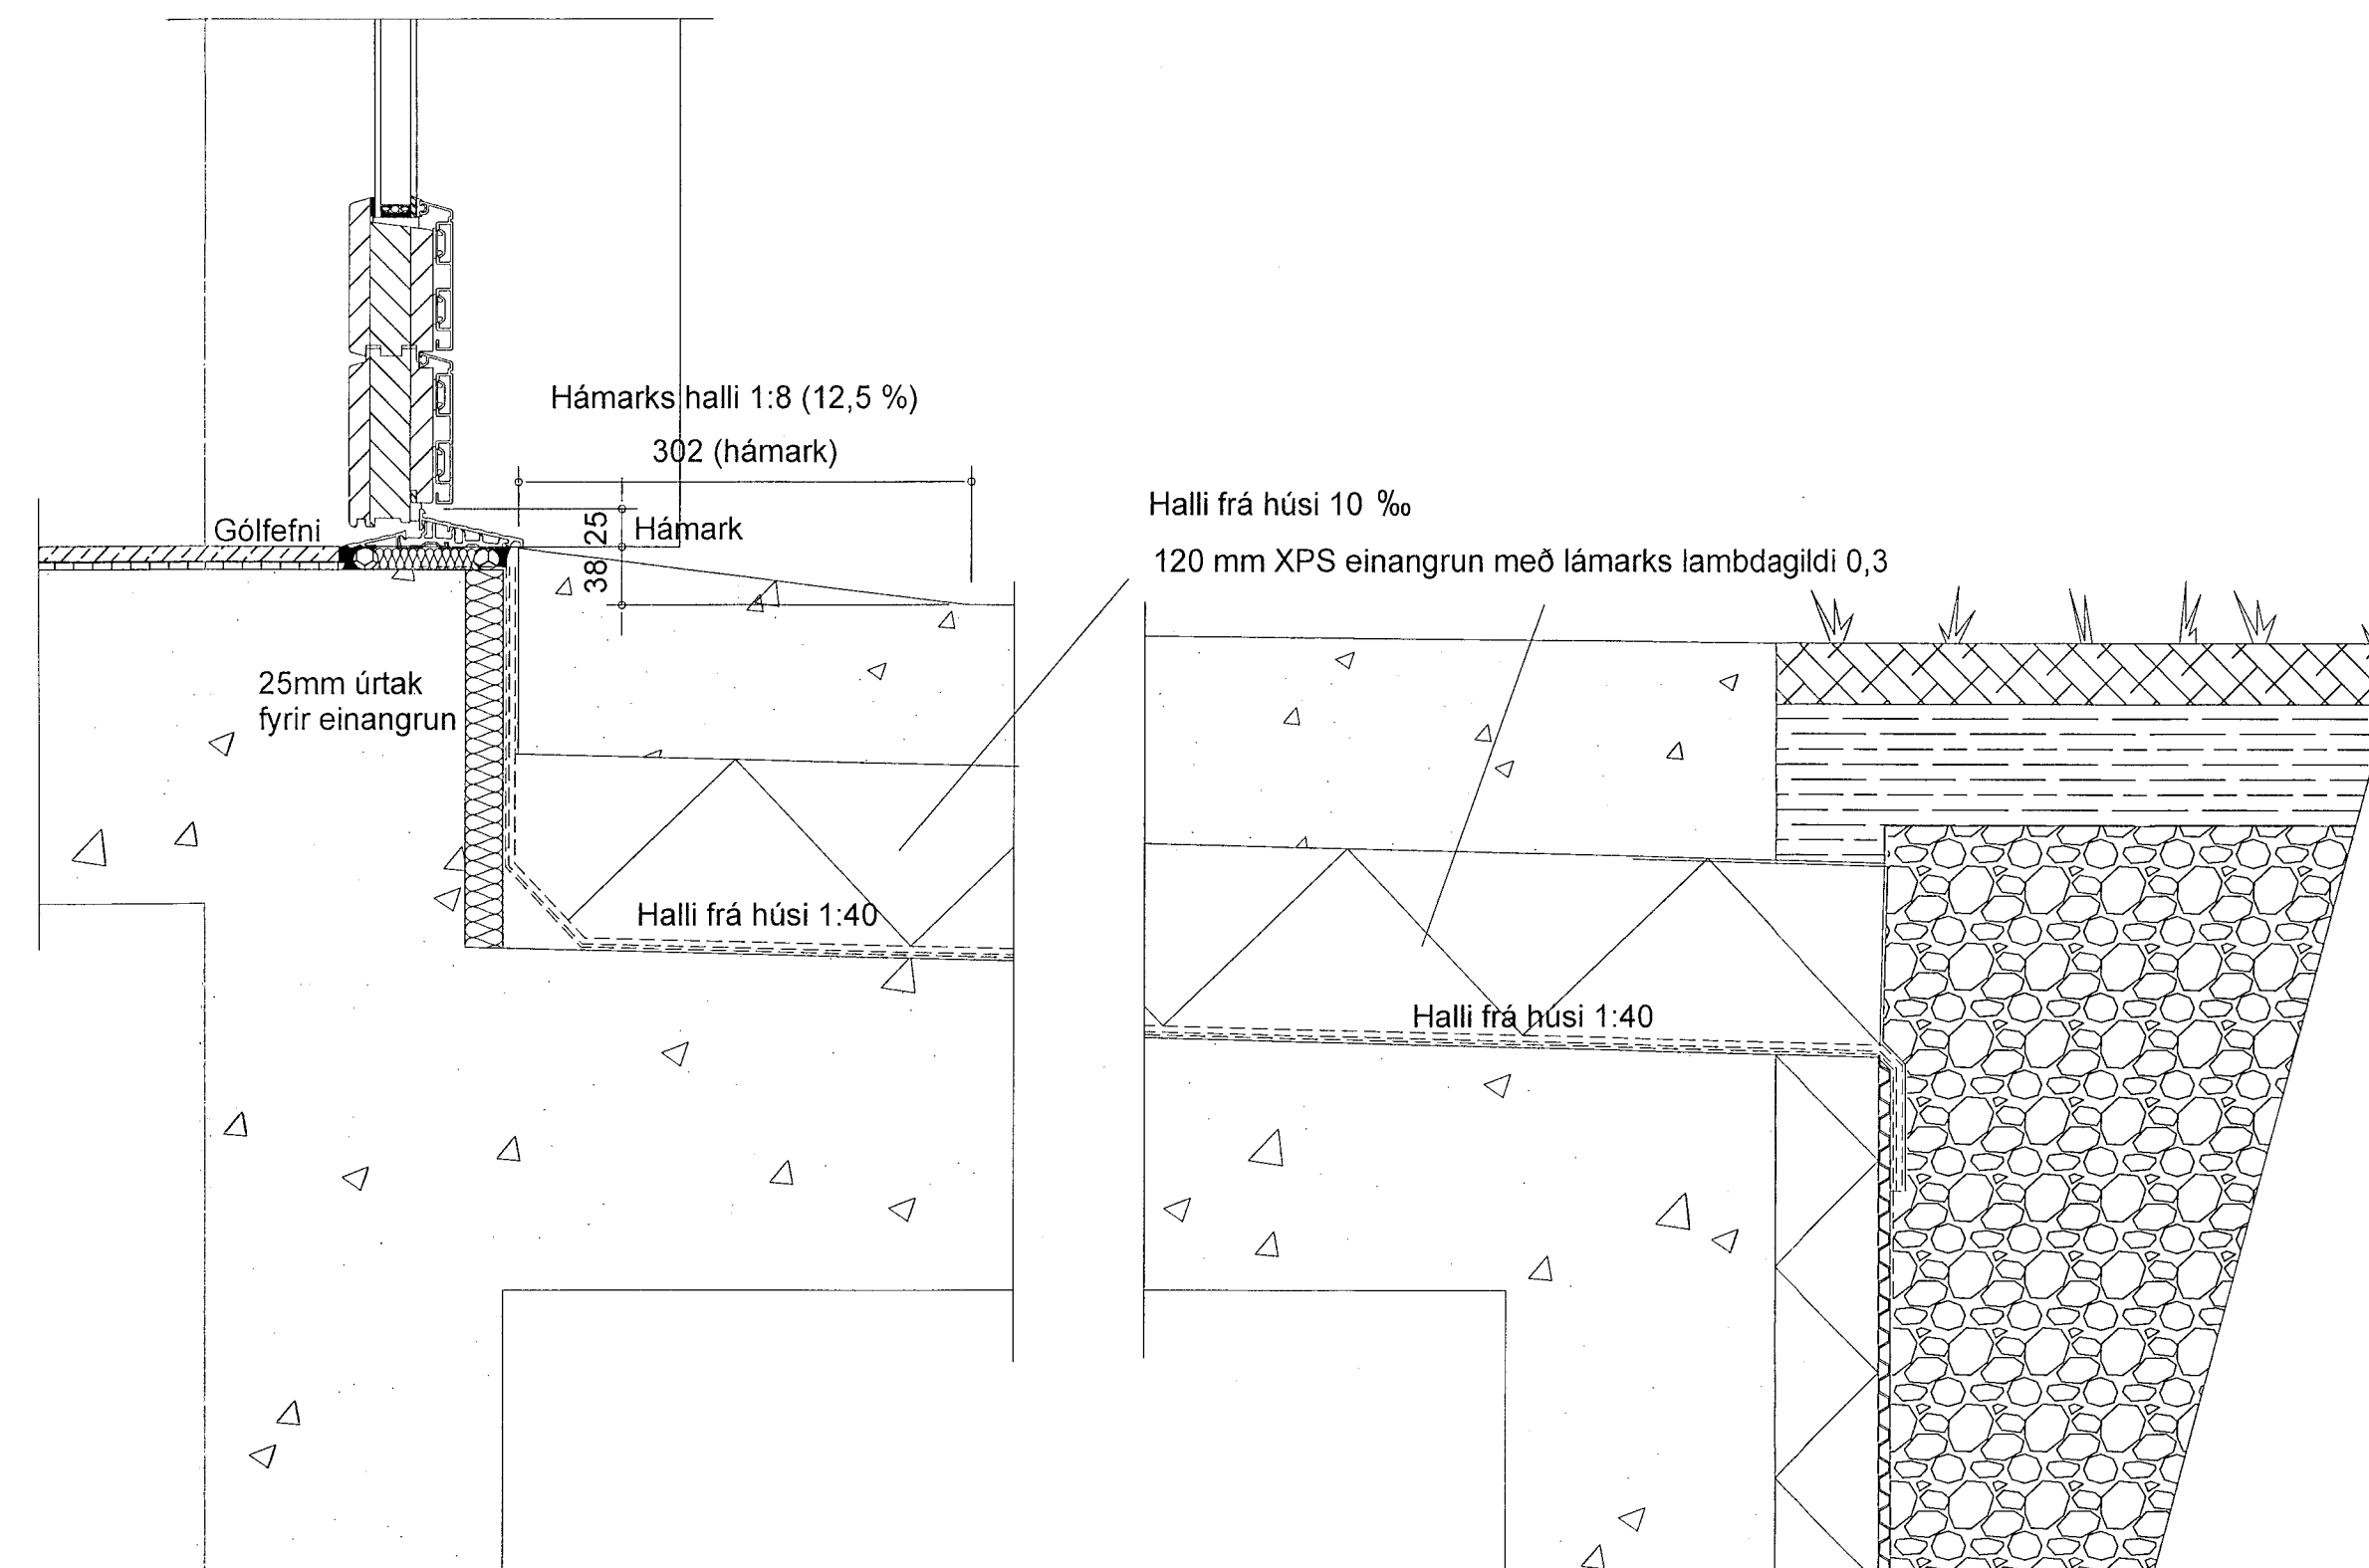 Hámarks halli 1:8 (12,5 %)
302 (hámark)
Halli frá húsi 10 ‰
Gólfefni
25
Hámark
38
120 mm XPS einangrun með lámarks lambdagildi 0,3
25mm úrtak
fyrir einangrun
Halli frá húsi 1:40
Halli frá húsi 1:40